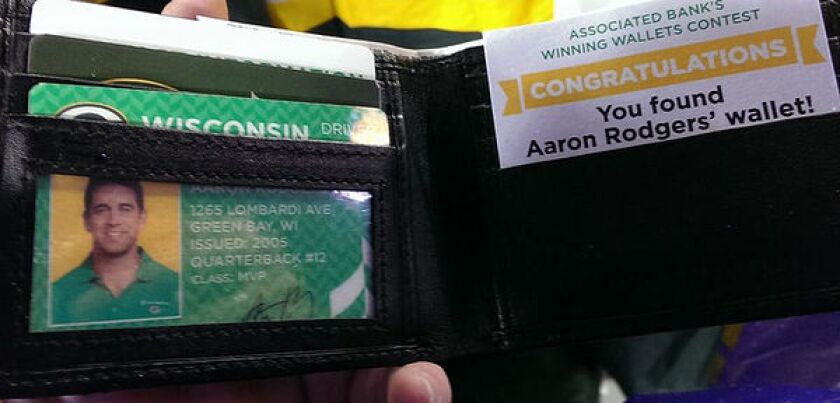 WISCONSIN DRIVE
1265 LOMBARDI AVE
GREEN BAY, WI
ISSUED: 2005
QUARTERBACK #12
CLASS: MVP
ASSOCIATED BANK'S
WINNING WALLETS CONTEST
CONGRATULATIONS
You found
Aaron Rodgers' wallet!